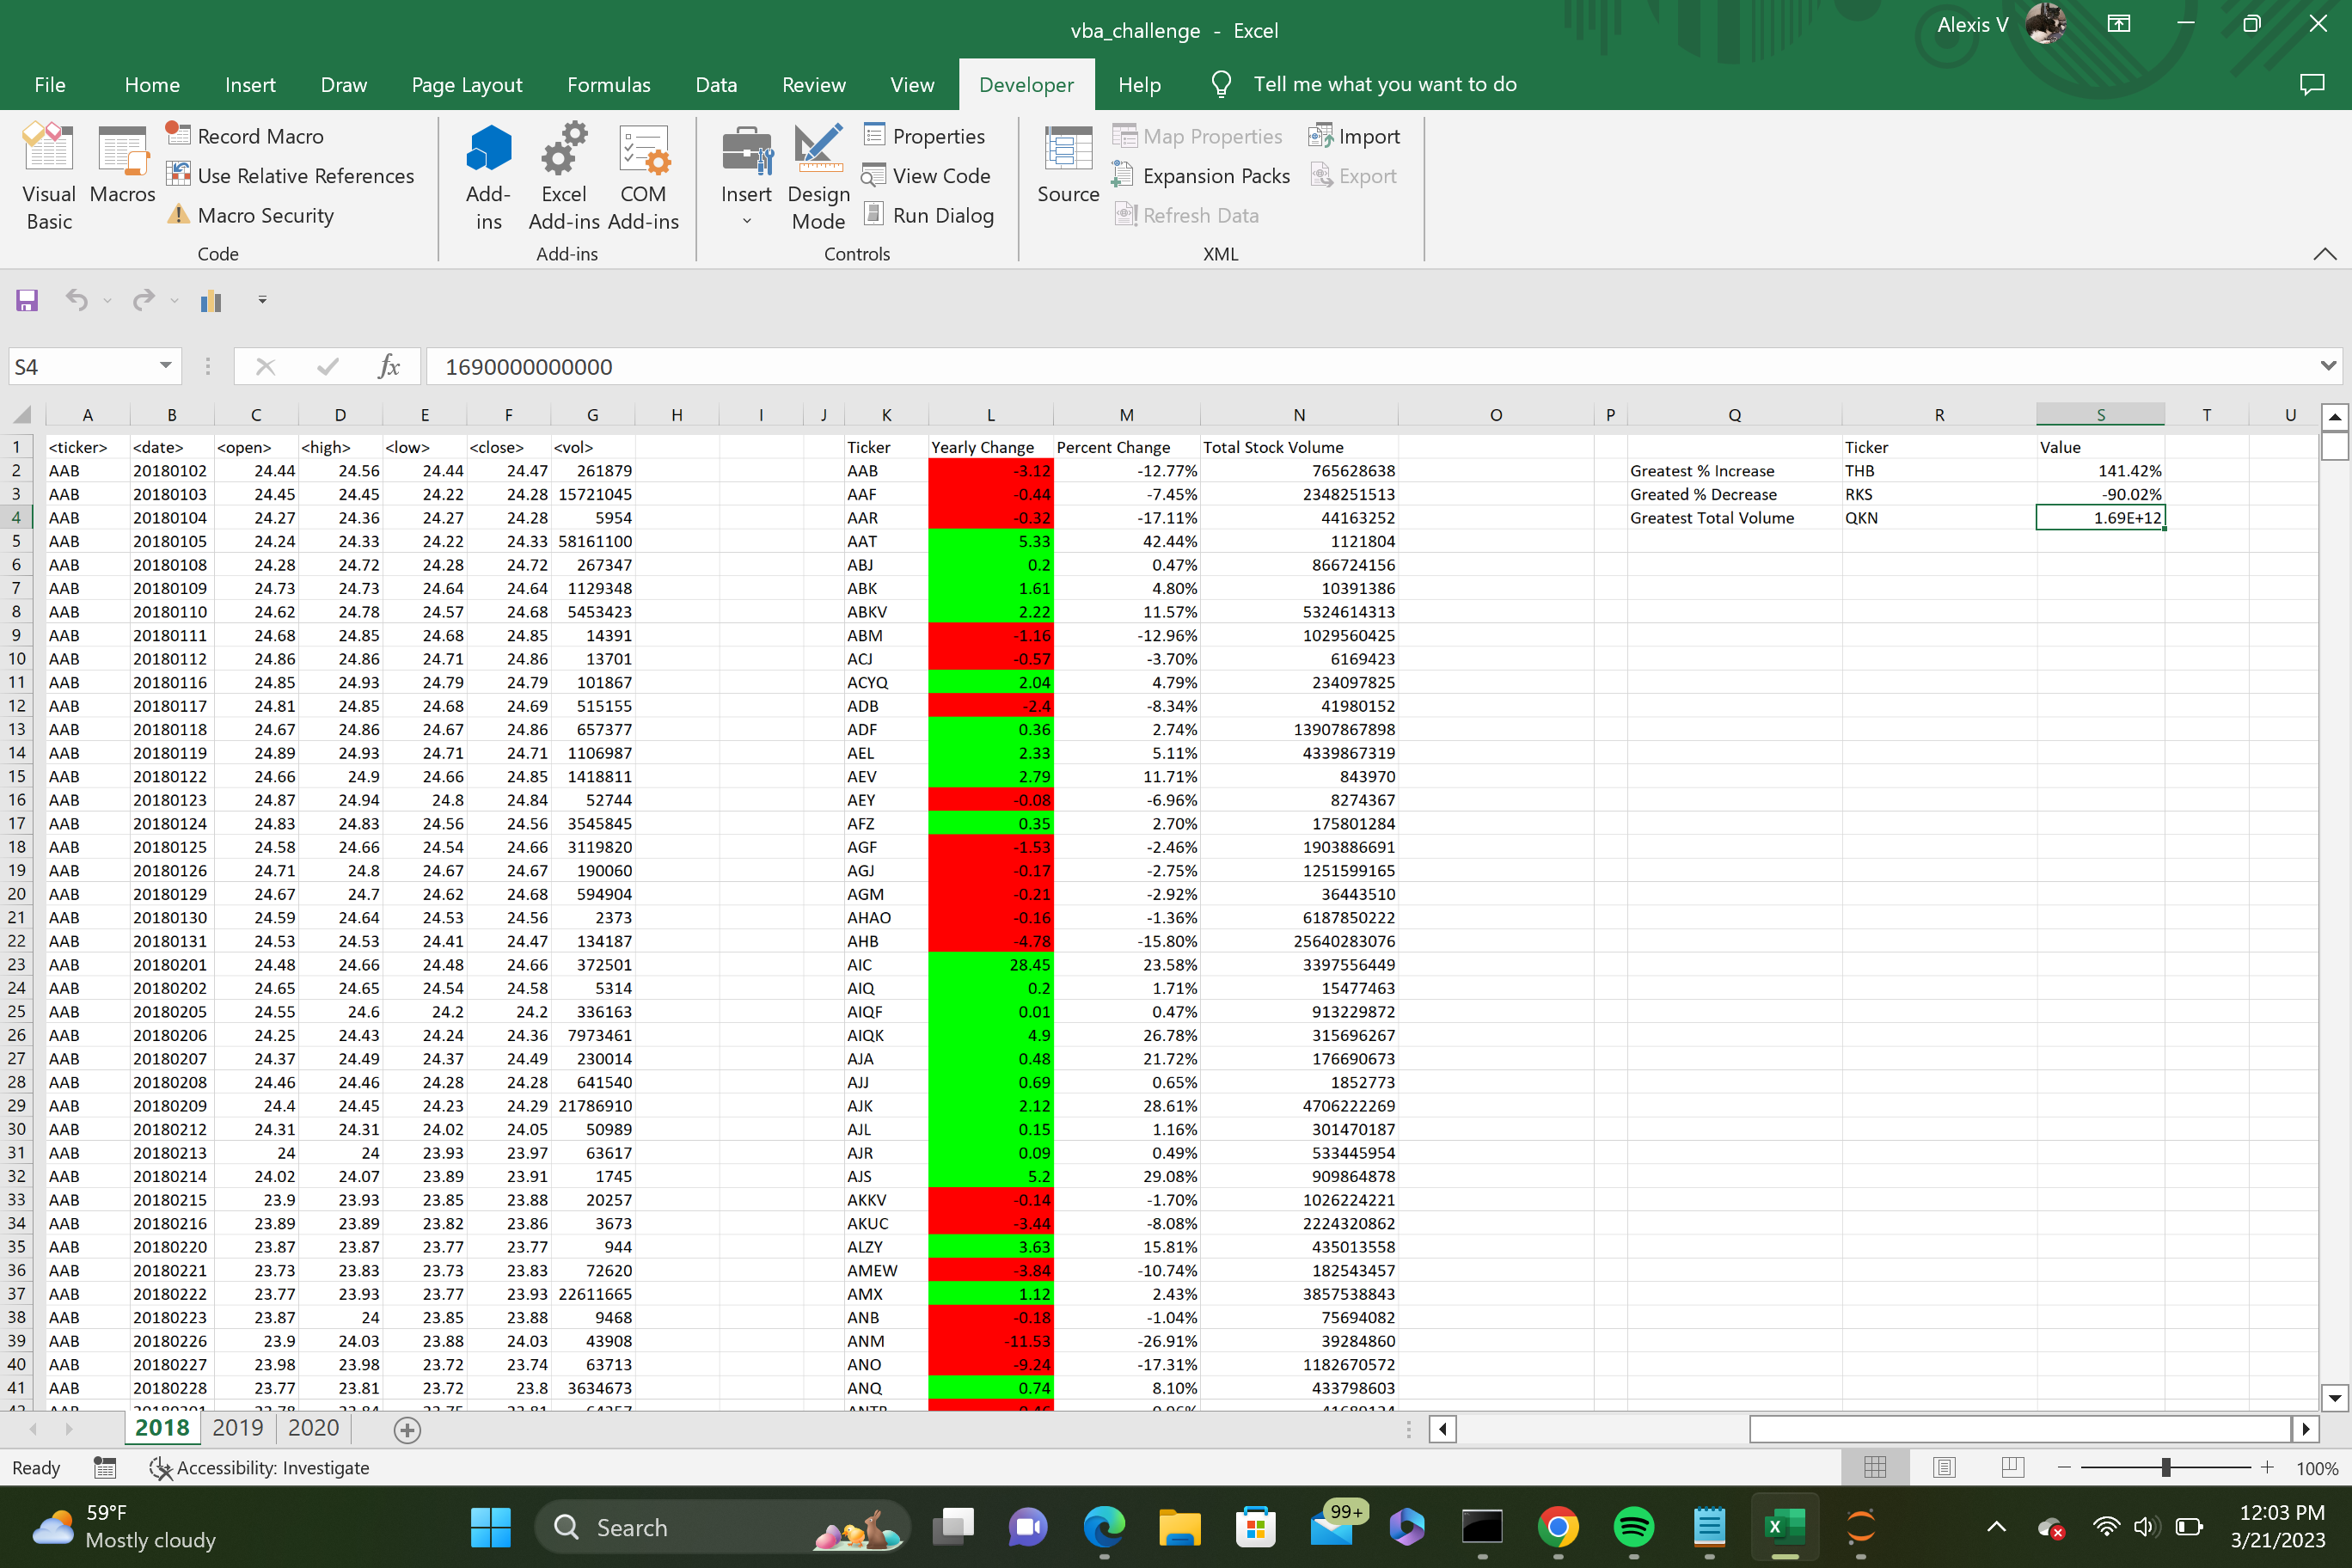 vba_challenge - Excel
Alexis V
File Home Insert Draw Page Layout Formulas Data Review View Developer Help Tell me what you want to do
Visual Basic
Macros
Record Macro
Use Relative References
Macro Security
Code
Add-ins
Excel Add-ins
COM Add-ins
Add-ins
Insert
Design Mode
Properties
View Code
Run Dialog
Controls
Source
Map Properties
Expansion Packs
Refresh Data
Import
Export
XML
S4 fx 1690000000000
A B C D E F G H I J K L M N O P Q R S T U
1 <ticker> <date> <open> <high> <low> <close> <vol> Ticker Yearly Change Percent Change Total Stock Volume Ticker Value
2 AAB 20180102 24.44 24.56 24.44 24.47 261879 AAB -3.12 -12.77% 765628638 Greatest % Increase THB 141.42%
3 AAB 20180103 24.45 24.45 24.22 24.28 15721045 AAF -0.44 -7.45% 2348251513 Greated % Decrease RKS -90.02%
4 AAB 20180104 24.27 24.36 24.27 24.28 5954 AAR -0.32 -17.11% 44163252 Greatest Total Volume QKN 1.69E+12
5 AAB 20180105 24.24 24.33 24.22 24.33 58161100 AAT 5.33 42.44% 1121804
6 AAB 20180108 24.28 24.72 24.28 24.72 267347 ABJ 0.2 0.47% 866724156
7 AAB 20180109 24.73 24.73 24.64 24.64 1129348 ABK 1.61 4.80% 10391386
8 AAB 20180110 24.62 24.78 24.57 24.68 5453423 ABKV 2.22 11.57% 5324614313
9 AAB 20180111 24.68 24.85 24.68 24.85 14391 ABM -1.16 -12.96% 1029560425
10 AAB 20180112 24.86 24.86 24.71 24.86 13701 ACJ -0.57 -3.70% 6169423
11 AAB 20180116 24.85 24.93 24.79 24.79 101867 ACYQ 2.04 4.79% 234097825
12 AAB 20180117 24.81 24.85 24.68 24.69 515155 ADB -2.4 -8.34% 41980152
13 AAB 20180118 24.67 24.86 24.67 24.86 657377 ADF 0.36 2.74% 13907867898
14 AAB 20180119 24.89 24.93 24.71 24.71 1106987 AEL 2.33 5.11% 4339867319
15 AAB 20180122 24.66 24.9 24.66 24.85 1418811 AEV 2.79 11.71% 843970
16 AAB 20180123 24.87 24.94 24.8 24.84 52744 AEY -0.08 -6.96% 8274367
17 AAB 20180124 24.83 24.83 24.56 24.56 3545845 AFZ 0.35 2.70% 175801284
18 AAB 20180125 24.58 24.66 24.54 24.66 3119820 AGF -1.53 -2.46% 1903886691
19 AAB 20180126 24.71 24.8 24.67 24.67 190060 AGJ -0.17 -2.75% 1251599165
20 AAB 20180129 24.67 24.7 24.62 24.68 594904 AGM -0.21 -2.92% 36443510
21 AAB 20180130 24.59 24.64 24.53 24.56 2373 AHAO -0.16 -1.36% 6187850222
22 AAB 20180131 24.53 24.53 24.41 24.47 134187 AHB -4.78 -15.80% 25640283076
23 AAB 20180201 24.48 24.66 24.48 24.66 372501 AIC 28.45 23.58% 3397556449
24 AAB 20180202 24.65 24.65 24.54 24.58 5314 AIQ 0.2 1.71% 15477463
25 AAB 20180205 24.55 24.6 24.2 24.2 336163 AIQF 0.01 0.47% 913229872
26 AAB 20180206 24.25 24.43 24.24 24.36 7973461 AIQK 4.9 26.78% 315696267
27 AAB 20180207 24.37 24.49 24.37 24.49 230014 AJA 0.48 21.72% 176690673
28 AAB 20180208 24.46 24.46 24.28 24.28 641540 AJJ 0.69 0.65% 1852773
29 AAB 20180209 24.4 24.45 24.23 24.29 21786910 AJK 2.12 28.61% 4706222269
30 AAB 20180212 24.31 24.31 24.02 24.05 50989 AJL 0.15 1.16% 301470187
31 AAB 20180213 24 24 23.93 23.97 63617 AJR 0.09 0.49% 533445954
32 AAB 20180214 24.02 24.07 23.89 23.91 1745 AJS 5.2 29.08% 909864878
33 AAB 20180215 23.9 23.93 23.85 23.88 20257 AKKV -0.14 -1.70% 1026224221
34 AAB 20180216 23.89 23.89 23.82 23.86 3673 AKUC -3.44 -8.08% 2224320862
35 AAB 20180220 23.87 23.87 23.77 23.77 944 ALZY 3.63 15.81% 435013558
36 AAB 20180221 23.73 23.83 23.73 23.83 72620 AMEW -3.84 -10.74% 182543457
37 AAB 20180222 23.77 23.93 23.77 23.93 22611665 AMX 1.12 2.43% 3857538843
38 AAB 20180223 23.87 24 23.85 23.88 9468 ANB -0.18 -1.04% 75694082
39 AAB 20180226 23.9 24.03 23.88 24.03 43908 ANM -11.53 -26.91% 39284860
40 AAB 20180227 23.98 23.98 23.72 23.74 63713 ANO -9.24 -17.31% 1182670572
41 AAB 20180228 23.77 23.81 23.72 23.8 3634673 ANQ 0.74 8.10% 433798603
2018 2019 2020
Ready Accessibility: Investigate 100%
59°F
Mostly cloudy
Search
99+
12:03 PM
3/21/2023